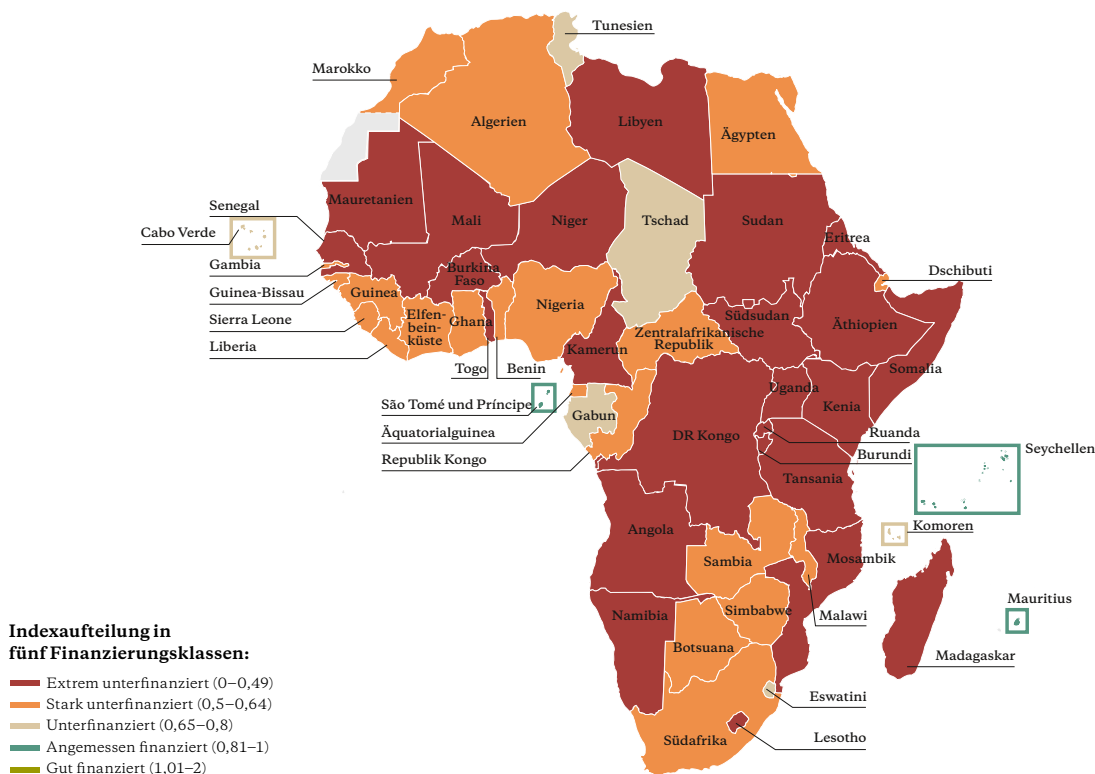 Tunesien
Marokko
Algerien
Libyen
Ägypten
Mauretanien
Mali
Niger
Tschad
Sudan
Senegal
Cabo Verde
Eritrea
Gambia
Burkina
Faso
Dschibuti
Guinea-Bissau
Guinea
Nigeria
Sierra Leone
Elfen-
bein-
küste
Ghana
Südsudan
Äthiopien
Zentralafrikanische
Republik
Liberia
Kamerun
Togo
Benin
Somalia
Uganda
São Tomé und Príncipe
Gabun
Kenia
Äquatorialguinea
DR Kongo
Ruanda
Republik Kongo
Burundi
Seychellen
Tansania
Angola
Komoren
Sambia
Mosambik
Namibia
Simbabwe
Malawi
Mauritius
Botsuana
Madagaskar
Eswatini
Südafrika
Lesotho
Indexaufteilung in
fünf Finanzierungsklassen:
Extrem unterfinanziert (0–0,49)
Stark unterfinanziert (0,5–0,64)
Unterfinanziert (0,65–0,8)
Angemessen finanziert (0,81–1)
Gut finanziert (1,01–2)